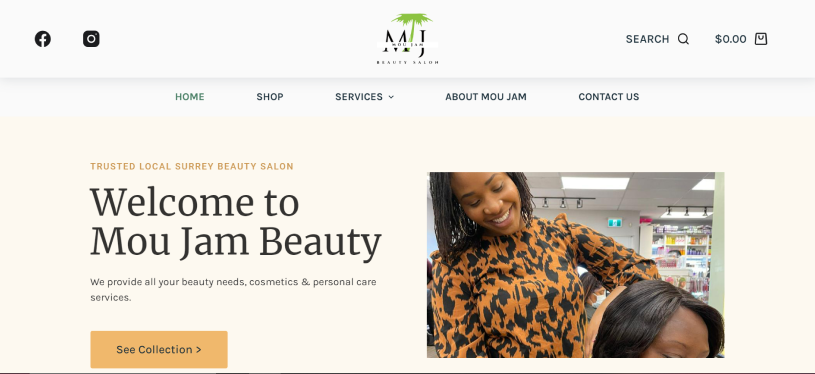 MJ
MOU JAM
BEAUTY SALON
SEARCH
$0.00
HOME
SHOP
SERVICES
ABOUT MOU JAM
CONTACT US
TRUSTED LOCAL SURREY BEAUTY SALON
Welcome to
Mou Jam Beauty
We provide all your beauty needs, cosmetics & personal care
services.
See Collection >